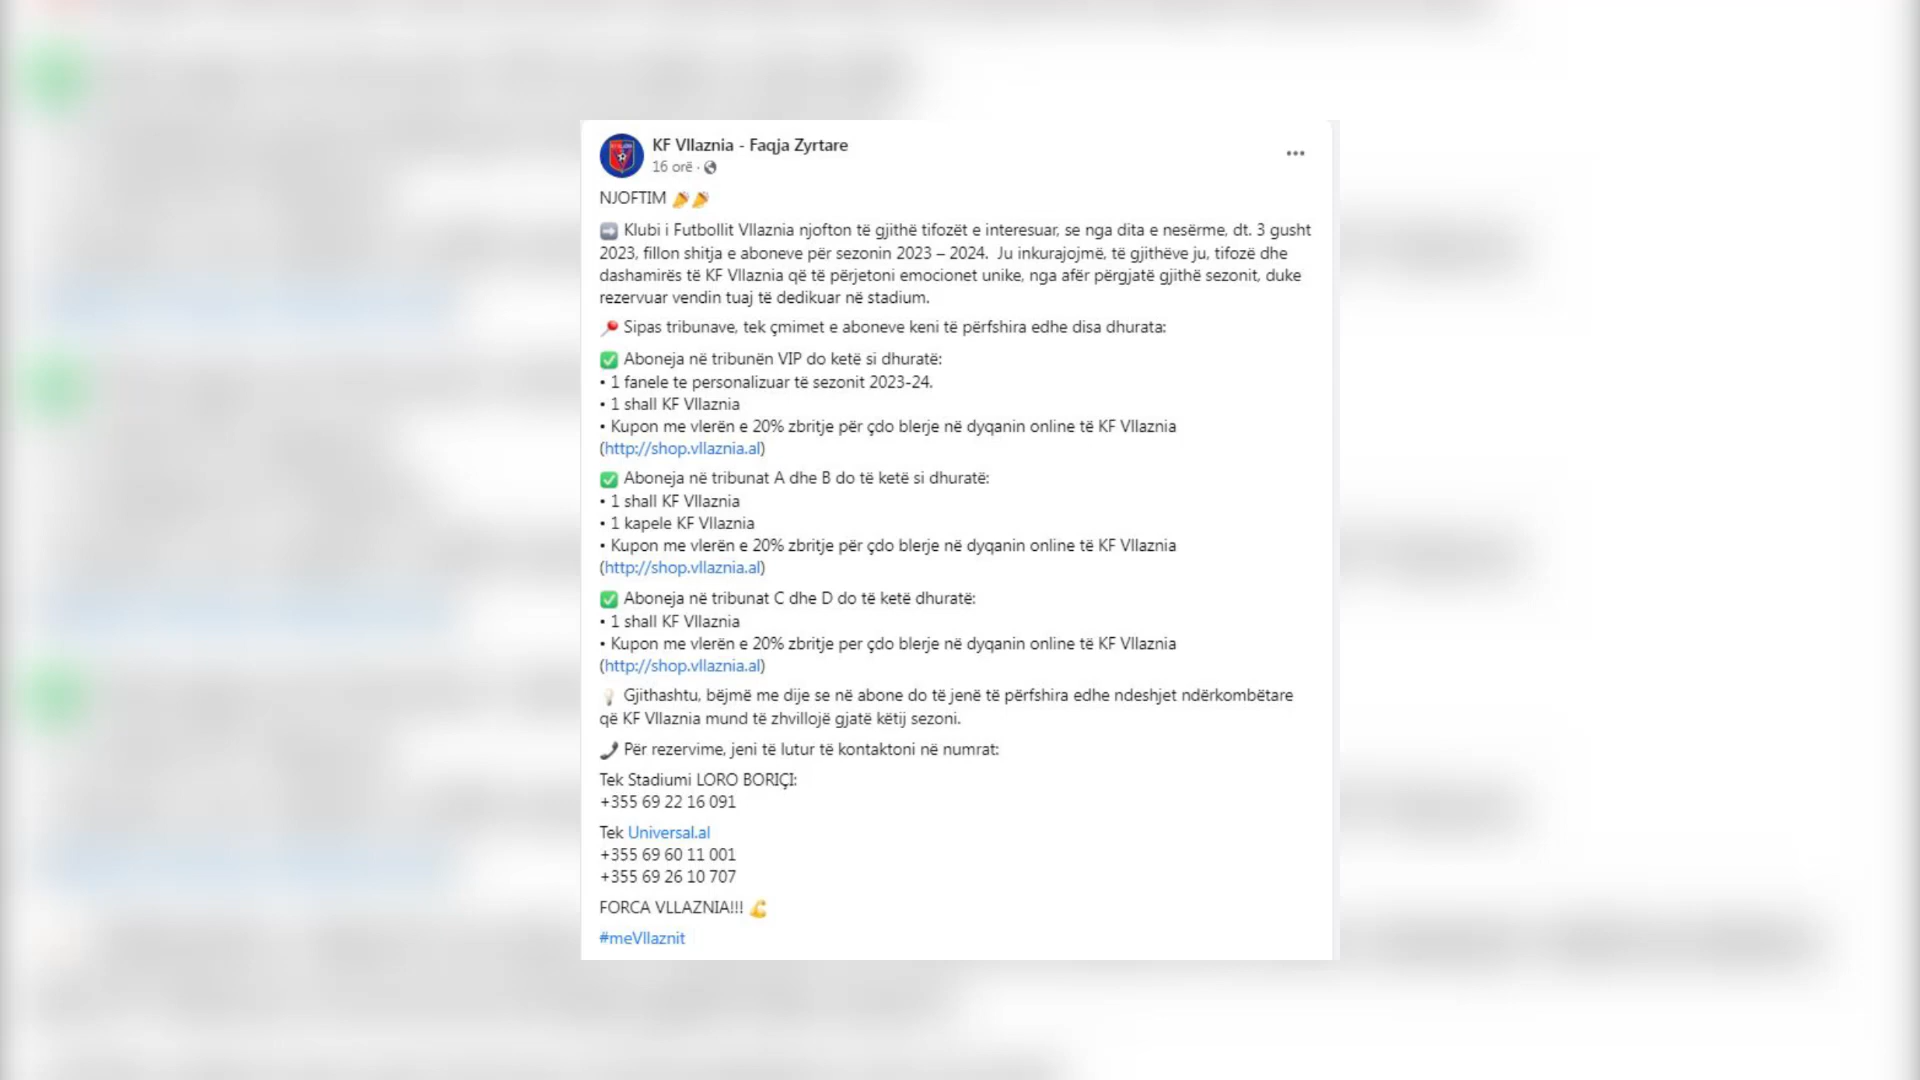 KF Vllaznia - Faqja Zyrtare
16 orë ·
NJOFTIM 🎉🎉
➡️ Klubi i Futbollit Vllaznia njofton të gjithë tifozët e interesuar, se nga dita e nesërme, dt. 3 gusht
2023, fillon shitja e aboneve për sezonin 2023 – 2024. Ju inkurajojmë, të gjithëve ju, tifozë dhe
dashamirës të KF Vllaznia që të përjetoni emocionet unike, nga afër përgjatë gjithë sezonit, duke
rezervuar vendin tuaj të dedikuar në stadium.
📍 Sipas tribunave, tek çmimet e aboneve keni të përfshira edhe disa dhurata:
✅ Aboneja në tribunën VIP do ketë si dhuratë:
• 1 fanele te personalizuar të sezonit 2023-24.
• 1 shall KF Vllaznia
• Kupon me vlerën e 20% zbritje për çdo blerje në dyqanin online të KF Vllaznia
(http://shop.vllaznia.al)
✅ Aboneja në tribunat A dhe B do të ketë si dhuratë:
• 1 shall KF Vllaznia
• 1 kapele KF Vllaznia
• Kupon me vlerën e 20% zbritje për çdo blerje në dyqanin online të KF Vllaznia
(http://shop.vllaznia.al)
✅ Aboneja në tribunat C dhe D do të ketë dhuratë:
• 1 shall KF Vllaznia
• Kupon me vlerën e 20% zbritje per çdo blerje në dyqanin online të KF Vllaznia
(http://shop.vllaznia.al)
💡 Gjithashtu, bëjmë me dije se në abone do të jenë të përfshira edhe ndeshjet ndërkombëtare
që KF Vllaznia mund të zhvillojë gjatë këtij sezoni.
📞 Për rezervime, jeni të lutur të kontaktoni në numrat:
Tek Stadiumi LORO BORIÇI:
+355 69 22 16 091
Tek Universal.al
+355 69 60 11 001
+355 69 26 10 707
FORCA VLLAZNIA!!! 💪
#meVllaznit